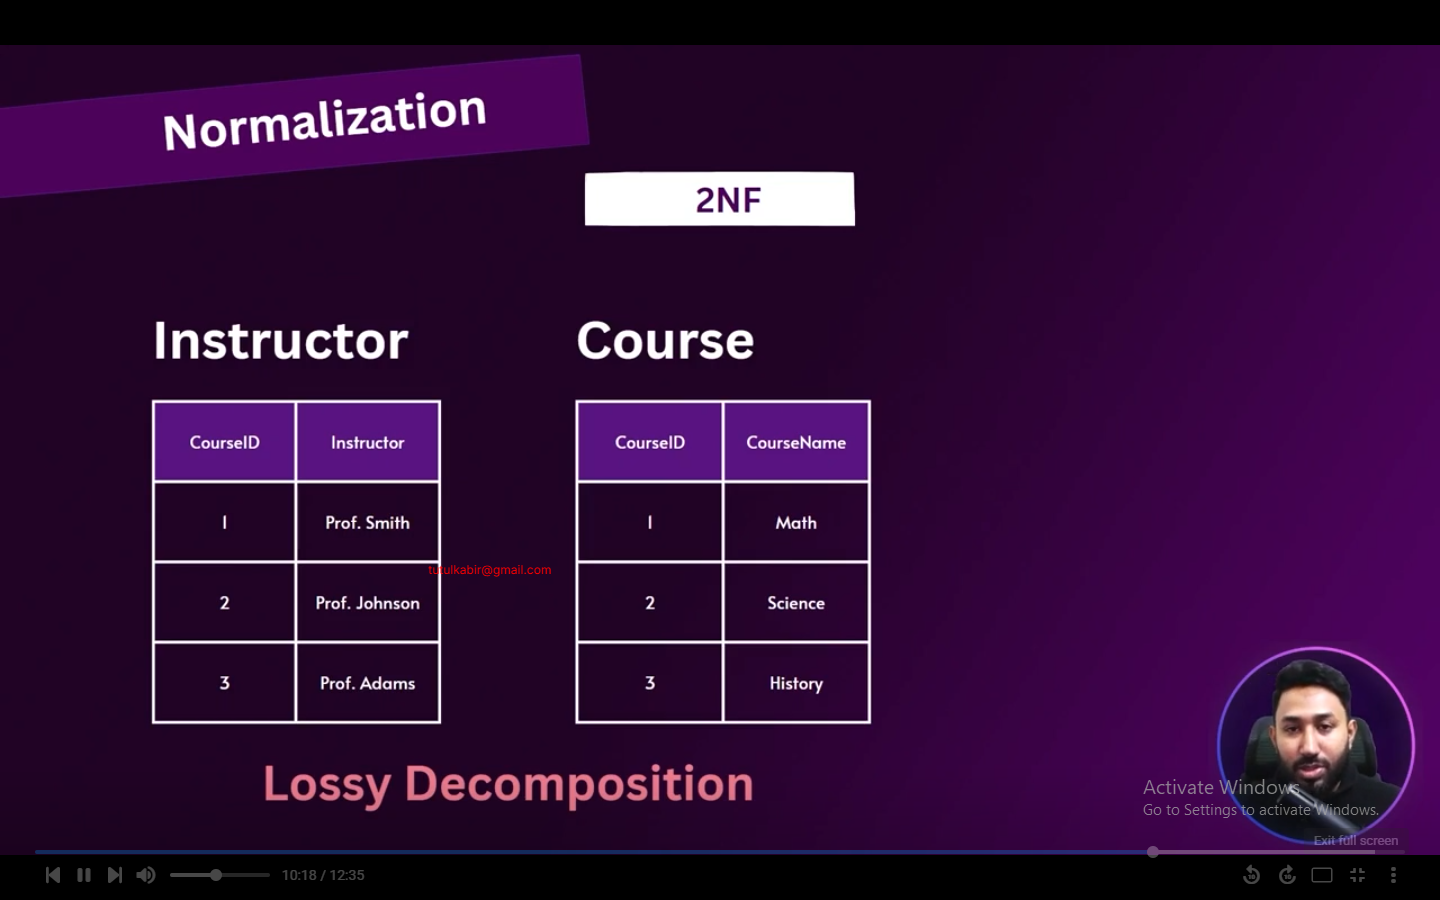 Normalization
2NF
Instructor
Course
CourseID Instructor
1 Prof. Smith
2 Prof. Johnson
3 Prof. Adams
CourseID CourseName
1 Math
2 Science
3 History
tutulkabir@gmail.com
Lossy Decomposition
Activate Windows
Go to Settings to activate Windows.
Exit full screen
10:18 / 12:35
10 10